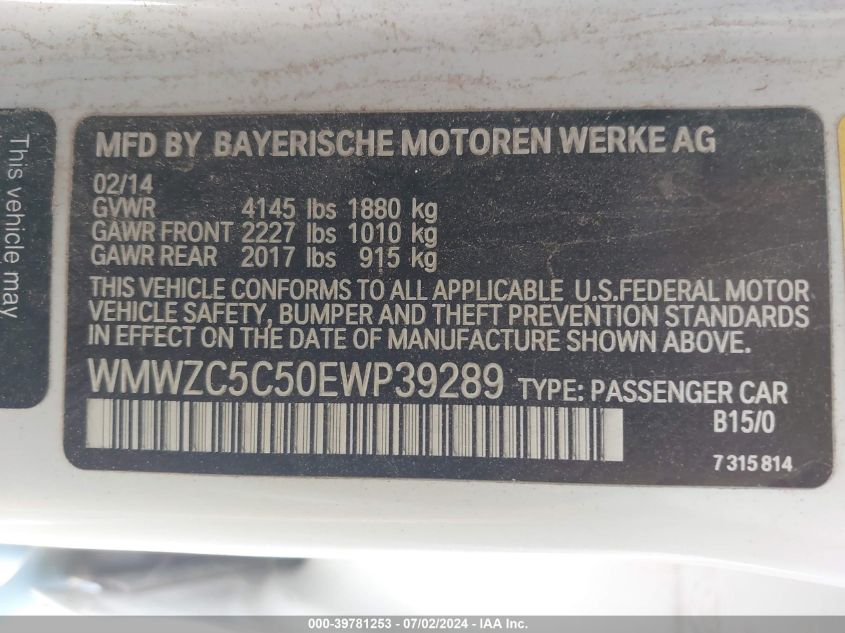 This vehicle may
MFD BY BAYERISCHE MOTOREN WERKE AG
02/14
GVWR 4145 lbs 1880 kg
GAWR FRONT 2227 lbs 1010 kg
GAWR REAR 2017 lbs 915 kg
THIS VEHICLE CONFORMS TO ALL APPLICABLE U.S.FEDERAL MOTOR
VEHICLE SAFETY, BUMPER AND THEFT PREVENTION STANDARDS
IN EFFECT ON THE DATE OF MANUFACTURE SHOWN ABOVE.
WMWZC5C50EWP39289 TYPE: PASSENGER CAR
B15/0
7 315 814
000-39781253 - 07/02/2024 - IAA Inc.